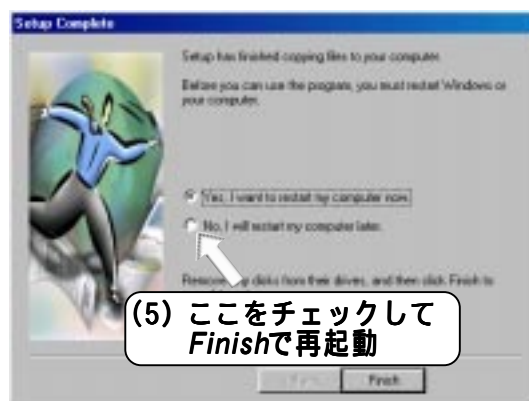 Setup Complete
Setup has finished copying files to your computer.
Before you can use the program, you must restart Windows or
your computer.
Yes, I want to restart my computer now.
No, I will restart my computer later.
disks from their drives, and then click Finish to
(5) ここをチェックして
Finishで再起動
Finish